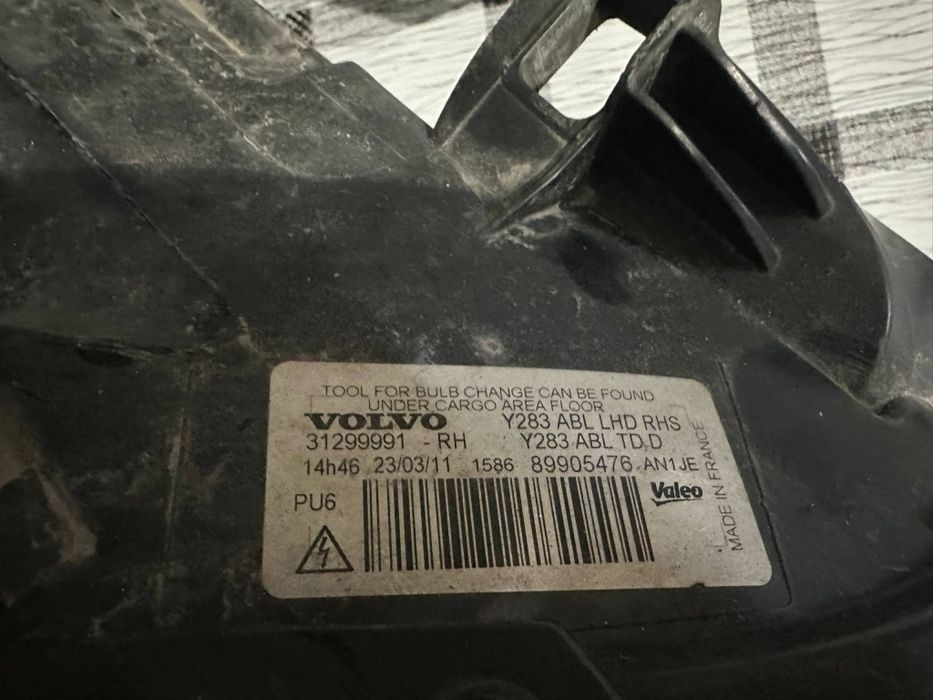 TOOL FOR BULB CHANGE CAN BE FOUND
UNDER CARGO AREA FLOOR
VOLVO Y283 ABL LHD RHS
31299991 - RH Y283 ABL TD.D
14h46 23/03/11 1586 89905476 AN1JE
PU6
Valeo
MADE IN FRANCE